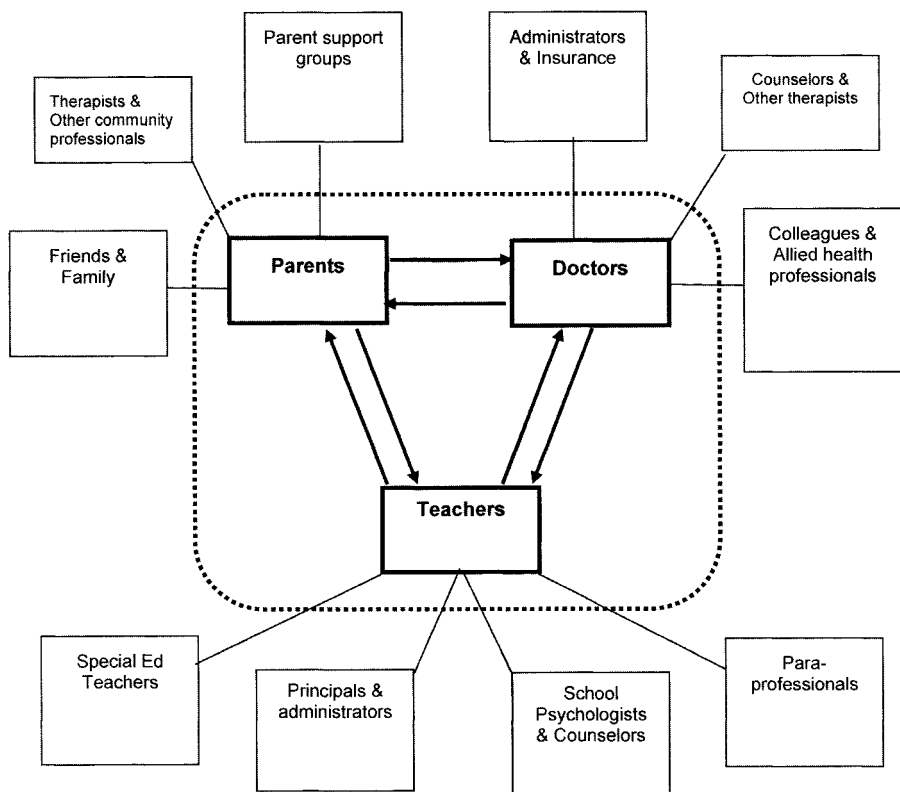 Parent support
groups
Administrators
& Insurance
Therapists &
Other community
professionals
Counselors &
Other therapists
Friends &
Family
Parents
Doctors
Colleagues &
Allied health
professionals
Teachers
Special Ed
Teachers
Principals &
administrators
School
Psychologists
& Counselors
Para-
professionals